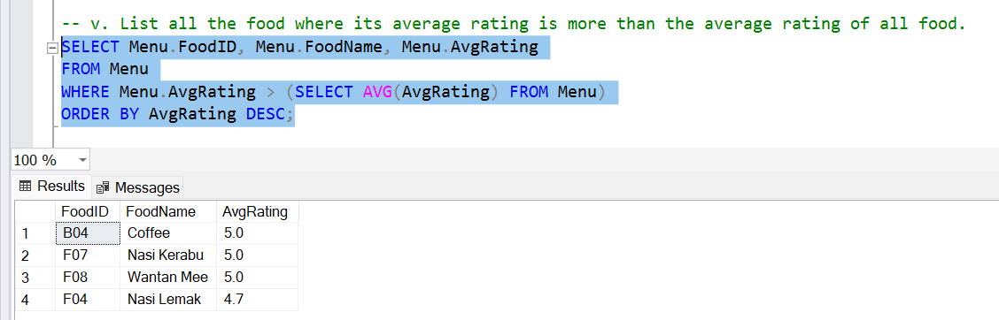 -- v. List all the food where its average rating is more than the average rating of all food.
SELECT Menu.FoodID, Menu.FoodName, Menu.AvgRating
FROM Menu
WHERE Menu.AvgRating > (SELECT AVG(AvgRating) FROM Menu)
ORDER BY AvgRating DESC;
100 %
Results Messages
FoodID FoodName AvgRating
1 B04 Coffee 5.0
2 F07 Nasi Kerabu 5.0
3 F08 Wantan Mee 5.0
4 F04 Nasi Lemak 4.7